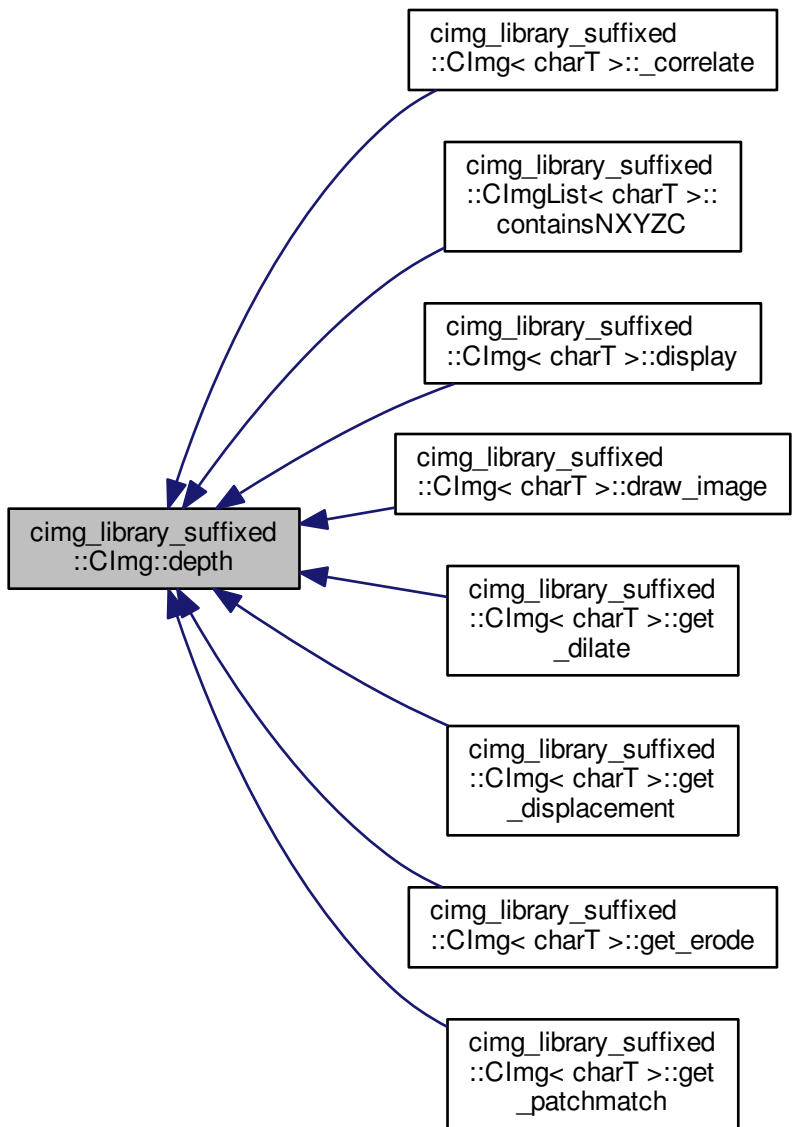 cimg_library_suffixed
::CImg< charT >::_correlate
cimg_library_suffixed
::CImgList< charT >::
containsNXYZC
cimg_library_suffixed
::CImg< charT >::display
cimg_library_suffixed
::CImg< charT >::draw_image
cimg_library_suffixed
::CImg::depth
cimg_library_suffixed
::CImg< charT >::get
_dilate
cimg_library_suffixed
::CImg< charT >::get
_displacement
cimg_library_suffixed
::CImg< charT >::get_erode
cimg_library_suffixed
::CImg< charT >::get
_patchmatch